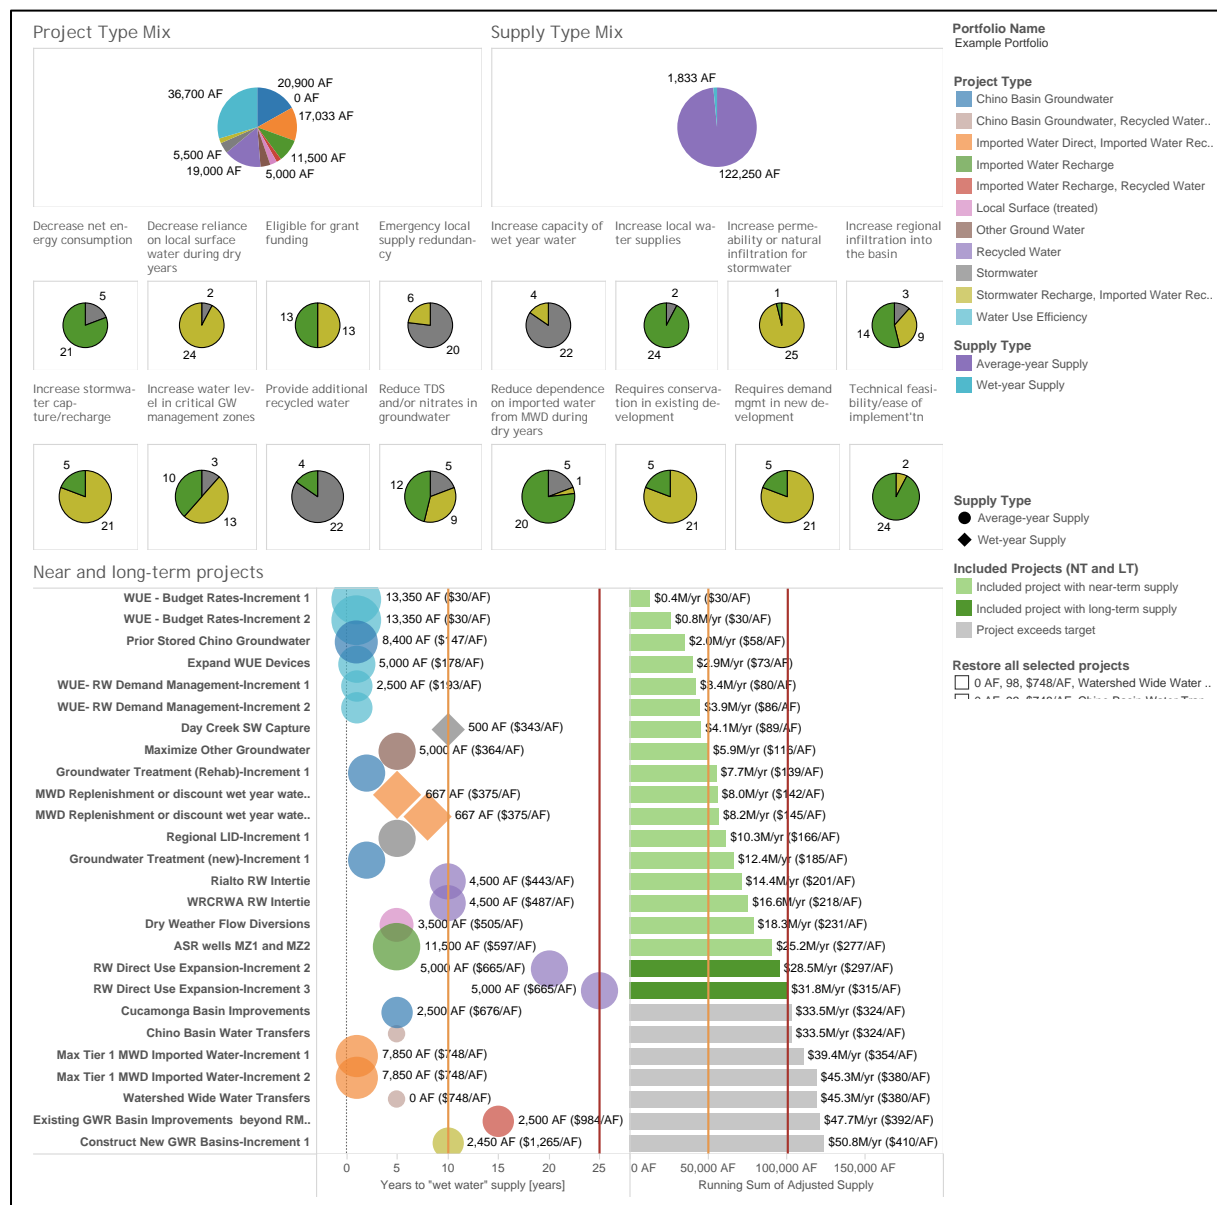 Project Type Mix
Supply Type Mix
Portfolio Name
Example Portfolio
36,700 AF
20,900 AF
0 AF
17,033 AF
11,500 AF
5,000 AF
19,000 AF
5,500 AF
1,833 AF
122,250 AF
Project Type
Chino Basin Groundwater
Chino Basin Groundwater, Recycled Water..
Imported Water Direct, Imported Water Rec..
Imported Water Recharge
Imported Water Recharge, Recycled Water
Local Surface (treated)
Other Ground Water
Recycled Water
Stormwater
Stormwater Recharge, Imported Water Rec..
Water Use Efficiency
Supply Type
Average-year Supply
Wet-year Supply
Decrease net en-
ergy consumption
5
21
Decrease reliance
on local surface
water during dry
years
2
24
Eligible for grant
funding
13
13
Emergency local
supply redundan-
cy
6
20
Increase capacity of
wet year water
4
22
Increase local wa-
ter supplies
2
24
Increase perme-
ability or natural
infiltration for
stormwater
1
25
Increase regional
infiltration into
the basin
3
14
9
Increase stormwa-
ter cap-
ture/recharge
5
21
Increase water lev-
el in critical GW
management zones
10
3
13
Provide additional
recycled water
4
22
Reduce TDS
and/or nitrates in
groundwater
12
5
9
Reduce dependence
on imported water
from MWD during
dry years
5
1
20
Requires conserva-
tion in existing de-
velopment
5
21
Requires demand
mgmt in new de-
velopment
5
21
Technical feasi-
bility/ease of
implement'tn
2
24
Supply Type
Average-year Supply
Wet-year Supply
Included Projects (NT and LT)
Included project with near-term supply
Included project with long-term supply
Project exceeds target
Restore all selected projects
0 AF, 98, $748/AF, Watershed Wide Water ..
Near and long-term projects
WUE - Budget Rates-Increment 1 13,350 AF ($30/AF) $0.4M/yr ($30/AF)
WUE - Budget Rates-Increment 2 13,350 AF ($30/AF) $0.8M/yr ($30/AF)
Prior Stored Chino Groundwater 8,400 AF ($147/AF) $2.0M/yr ($58/AF)
Expand WUE Devices 5,000 AF ($178/AF) $2.9M/yr ($73/AF)
WUE- RW Demand Management-Increment 1 2,500 AF ($193/AF) $3.4M/yr ($80/AF)
WUE- RW Demand Management-Increment 2 $3.9M/yr ($86/AF)
Day Creek SW Capture 500 AF ($343/AF) $4.1M/yr ($89/AF)
Maximize Other Groundwater 5,000 AF ($364/AF) $5.9M/yr ($116/AF)
Groundwater Treatment (Rehab)-Increment 1 $7.7M/yr ($139/AF)
MWD Replenishment or discount wet year wate.. 667 AF ($375/AF) $8.0M/yr ($142/AF)
MWD Replenishment or discount wet year wate.. 667 AF ($375/AF) $8.2M/yr ($145/AF)
Regional LID-Increment 1 $10.3M/yr ($166/AF)
Groundwater Treatment (new)-Increment 1 $12.4M/yr ($185/AF)
Rialto RW Intertie 4,500 AF ($443/AF) $14.4M/yr ($201/AF)
WRCRWA RW Intertie 4,500 AF ($487/AF) $16.6M/yr ($218/AF)
Dry Weather Flow Diversions 3,500 AF ($505/AF) $18.3M/yr ($231/AF)
ASR wells MZ1 and MZ2 11,500 AF ($597/AF) $25.2M/yr ($277/AF)
RW Direct Use Expansion-Increment 2 5,000 AF ($665/AF) $28.5M/yr ($297/AF)
RW Direct Use Expansion-Increment 3 5,000 AF ($665/AF) $31.8M/yr ($315/AF)
Cucamonga Basin Improvements 2,500 AF ($676/AF) $33.5M/yr ($324/AF)
Chino Basin Water Transfers $33.5M/yr ($324/AF)
Max Tier 1 MWD Imported Water-Increment 1 7,850 AF ($748/AF) $39.4M/yr ($354/AF)
Max Tier 1 MWD Imported Water-Increment 2 7,850 AF ($748/AF) $45.3M/yr ($380/AF)
Watershed Wide Water Transfers 0 AF ($748/AF) $45.3M/yr ($380/AF)
Existing GWR Basin Improvements beyond RM.. 2,500 AF ($984/AF) $47.7M/yr ($392/AF)
Construct New GWR Basins-Increment 1 2,450 AF ($1,265/AF) $50.8M/yr ($410/AF)
0 5 10 15 20 25 0 AF 50,000 AF 100,000 AF 150,000 AF
Years to "wet water" supply [years] Running Sum of Adjusted Supply